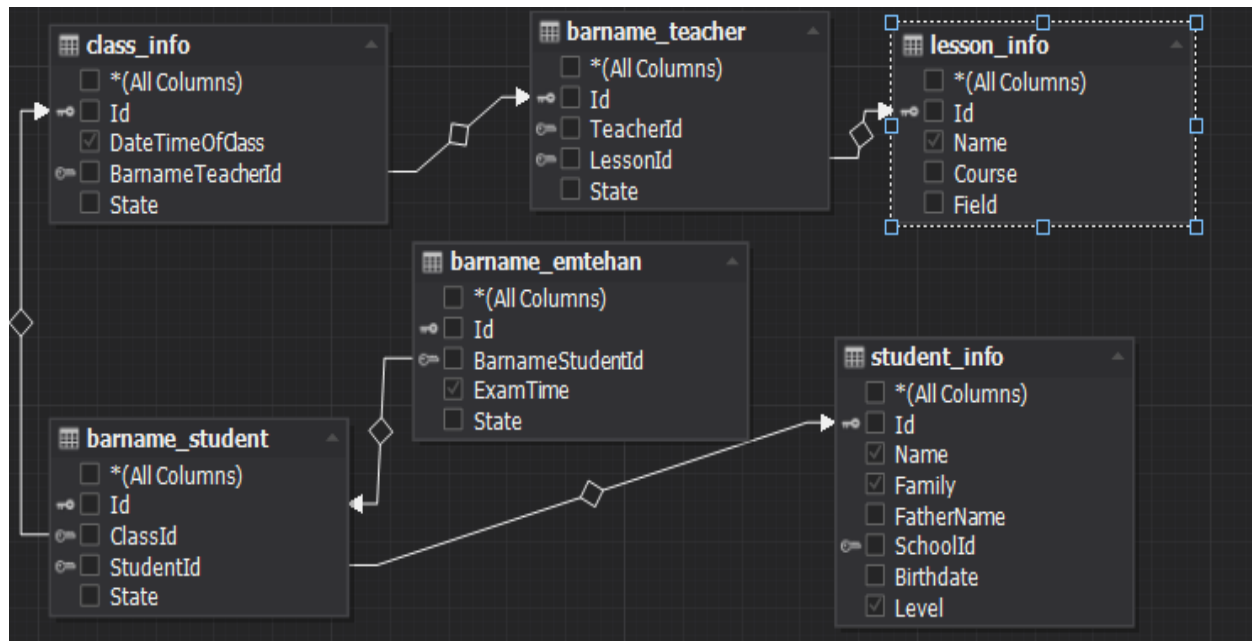 class_info
*(All Columns)
Id
DateTimeOfClass
BarnameTeacherId
State
barname_teacher
*(All Columns)
Id
TeacherId
LessonId
State
lesson_info
*(All Columns)
Id
Name
Course
Field
barname_emtehan
*(All Columns)
Id
BarnameStudentId
ExamTime
State
barname_student
*(All Columns)
Id
ClassId
StudentId
State
student_info
*(All Columns)
Id
Name
Family
FatherName
SchoolId
Birthdate
Level